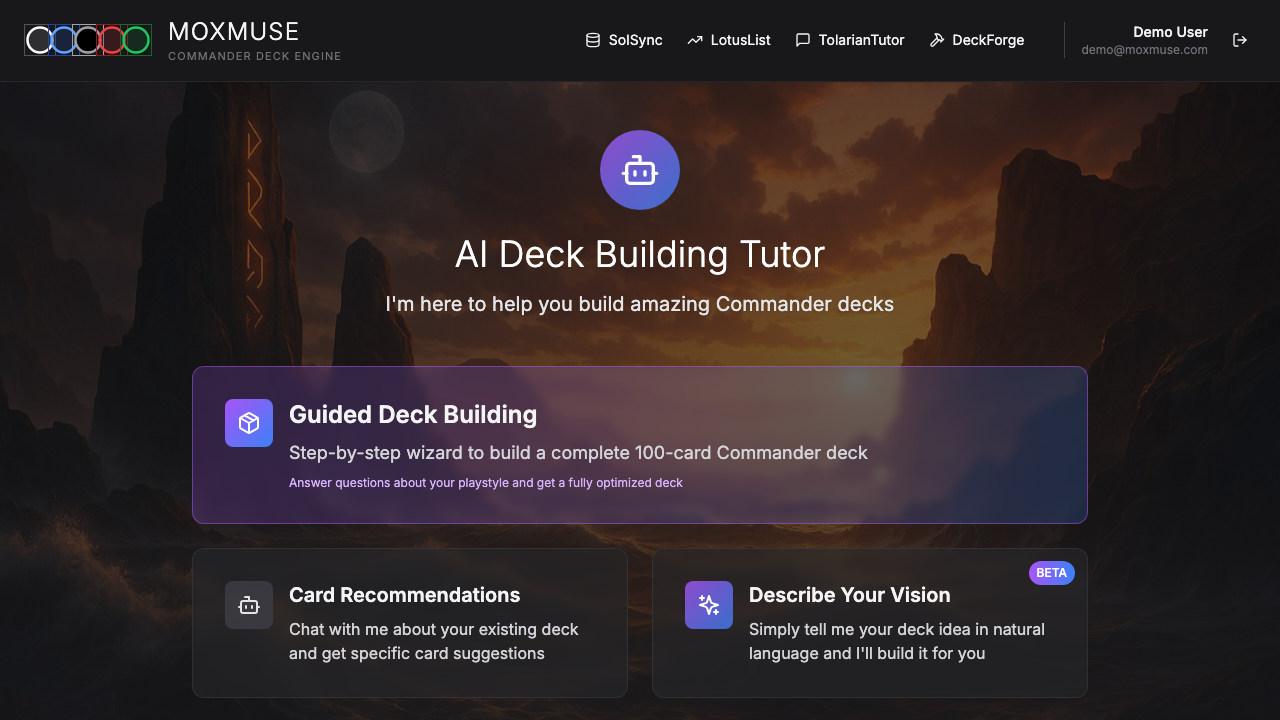 MOXMUSE
COMMANDER DECK ENGINE
SolSync
LotusList
TolarianTutor
DeckForge
Demo User
demo@moxmuse.com
AI Deck Building Tutor
I'm here to help you build amazing Commander decks
Guided Deck Building
Step-by-step wizard to build a complete 100-card Commander deck
Answer questions about your playstyle and get a fully optimized deck
Card Recommendations
Chat with me about your existing deck
and get specific card suggestions
BETA
Describe Your Vision
Simply tell me your deck idea in natural
language and I'll build it for you